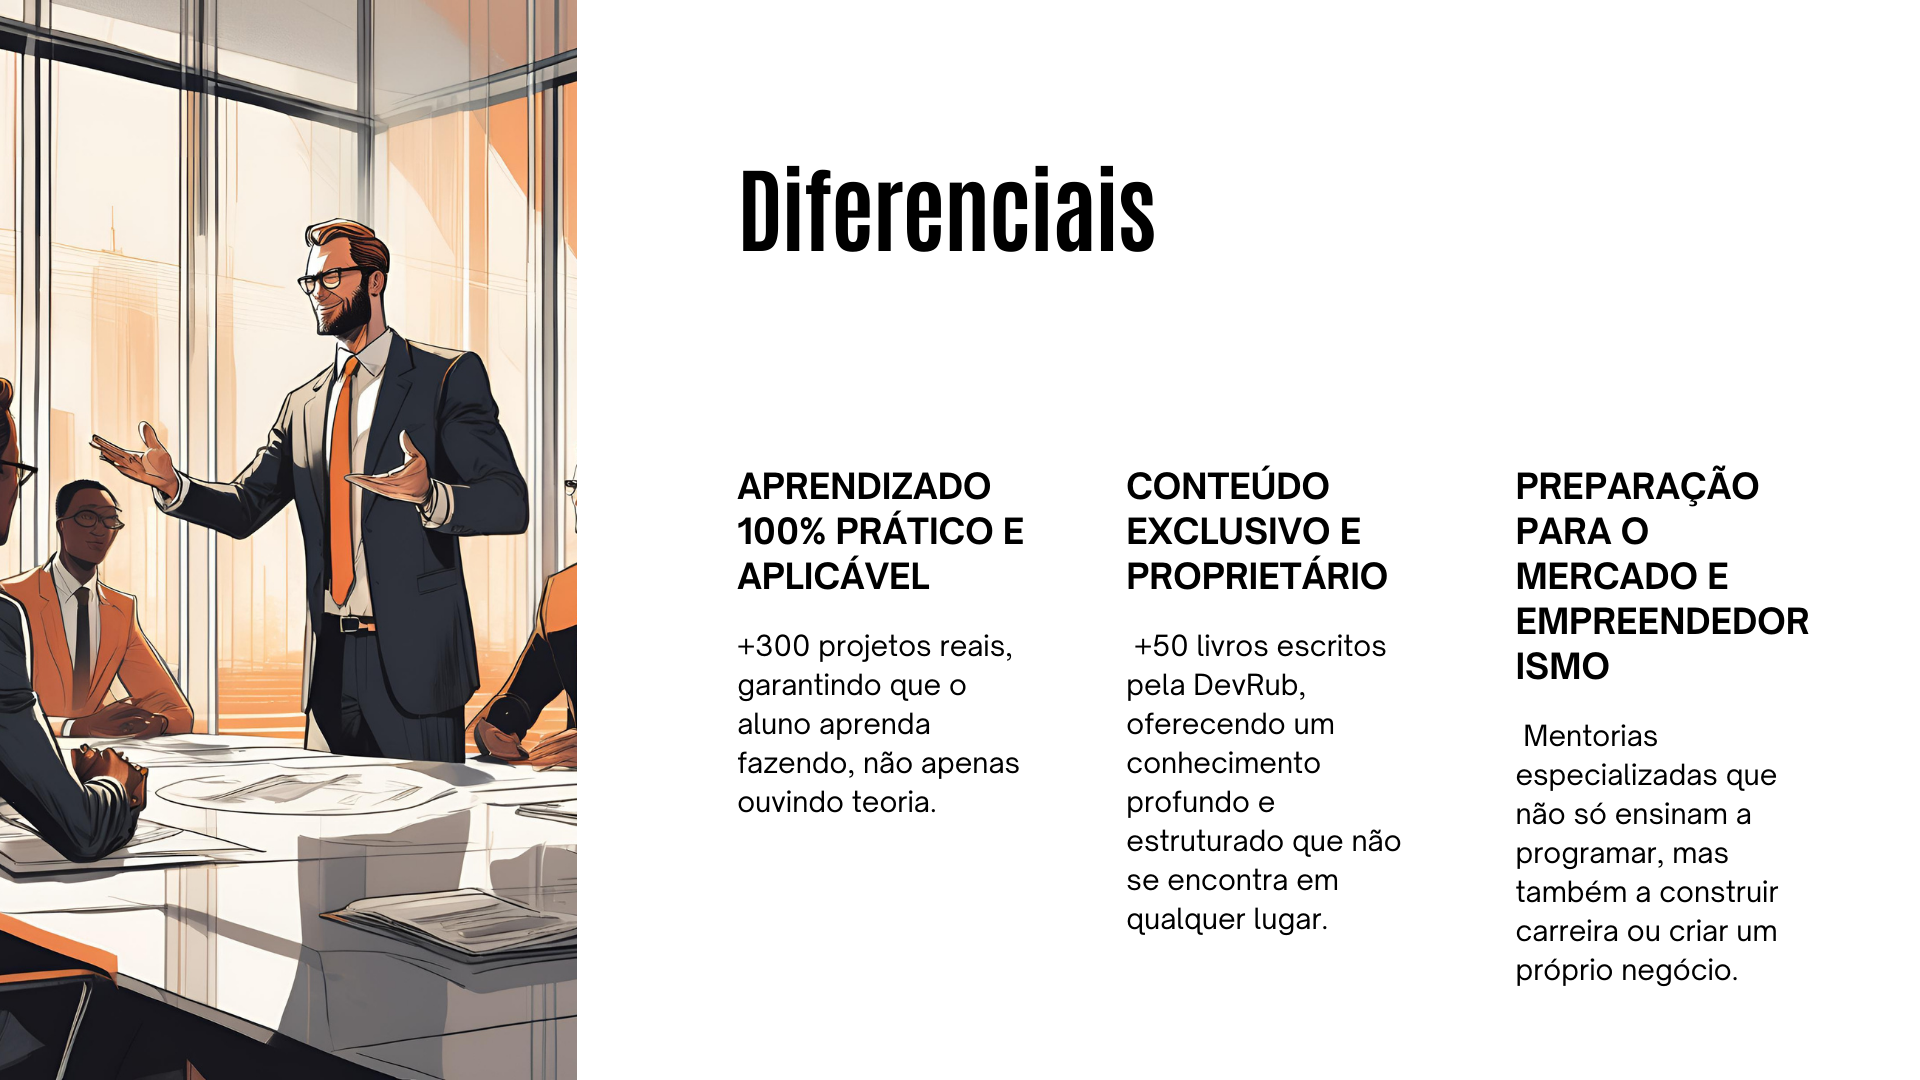 Diferenciais
APRENDIZADO
100% PRÁTICO E
APLICÁVEL
+300 projetos reais,
garantindo que o
aluno aprenda
fazendo, não apenas
ouvindo teoria.
CONTEÚDO
EXCLUSIVO E
PROPRIETÁRIO
+50 livros escritos
pela DevRub,
oferecendo um
conhecimento
profundo e
estruturado que não
se encontra em
qualquer lugar.
PREPARAÇÃO
PARA O
MERCADO E
EMPREENDEDOR
ISMO
Mentorias
especializadas que
não só ensinam a
programar, mas
também a construir
carreira ou criar um
próprio negócio.